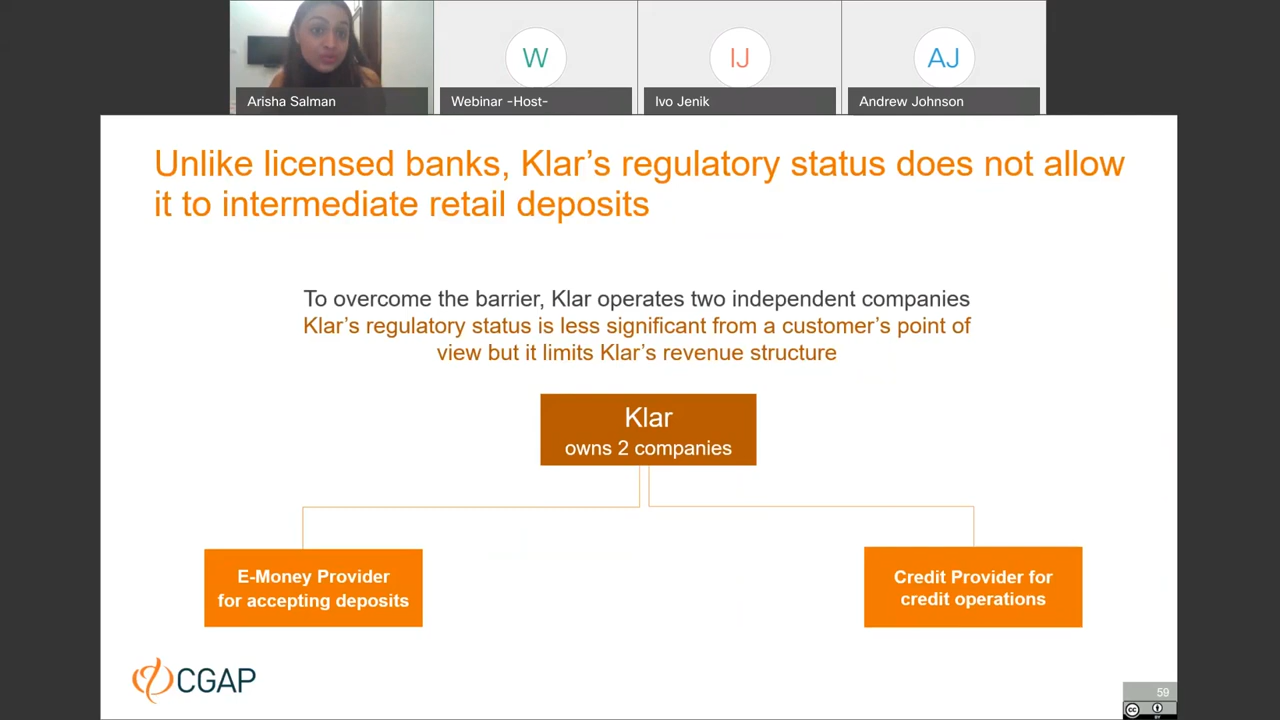 W
IJ
AJ
Arisha Salman
Webinar -Host-
Ivo Jenik
Andrew Johnson
Unlike licensed banks, Klar’s regulatory status does not allow
it to intermediate retail deposits
To overcome the barrier, Klar operates two independent companies
Klar’s regulatory status is less significant from a customer’s point of
view but it limits Klar’s revenue structure
Klar
owns 2 companies
E-Money Provider
for accepting deposits
Credit Provider for
credit operations
CGAP
59
cc
BY